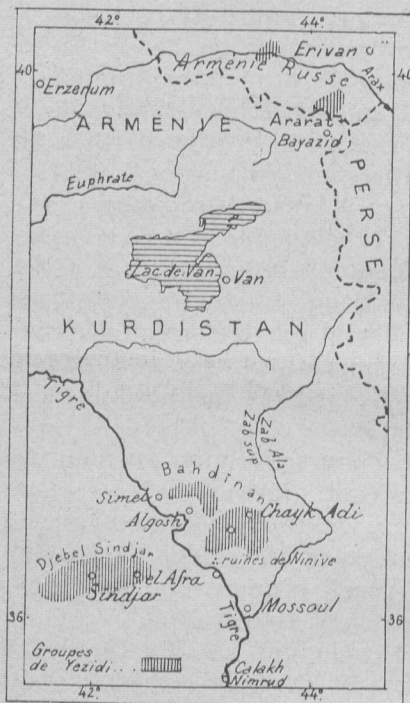 42°.
44°.
40
40
Erivan
Arménie Russe
Arax
Erzerum
ARMÉNIE
Ararat
Bayazid
Euphrate
PERSE
Lac.de.Van
Van
KURDISTAN
Tigre
Zab Ala
Zab sup
Bahdinan
Simel
Algosh
Chayk Adi
Djebel Sindjar
ruines de Ninive
el Afra
Sindjar
36
36
Mossoul
Tigre
Groupes
de Yezidi...
Calakh
Nimrud
42°
44°